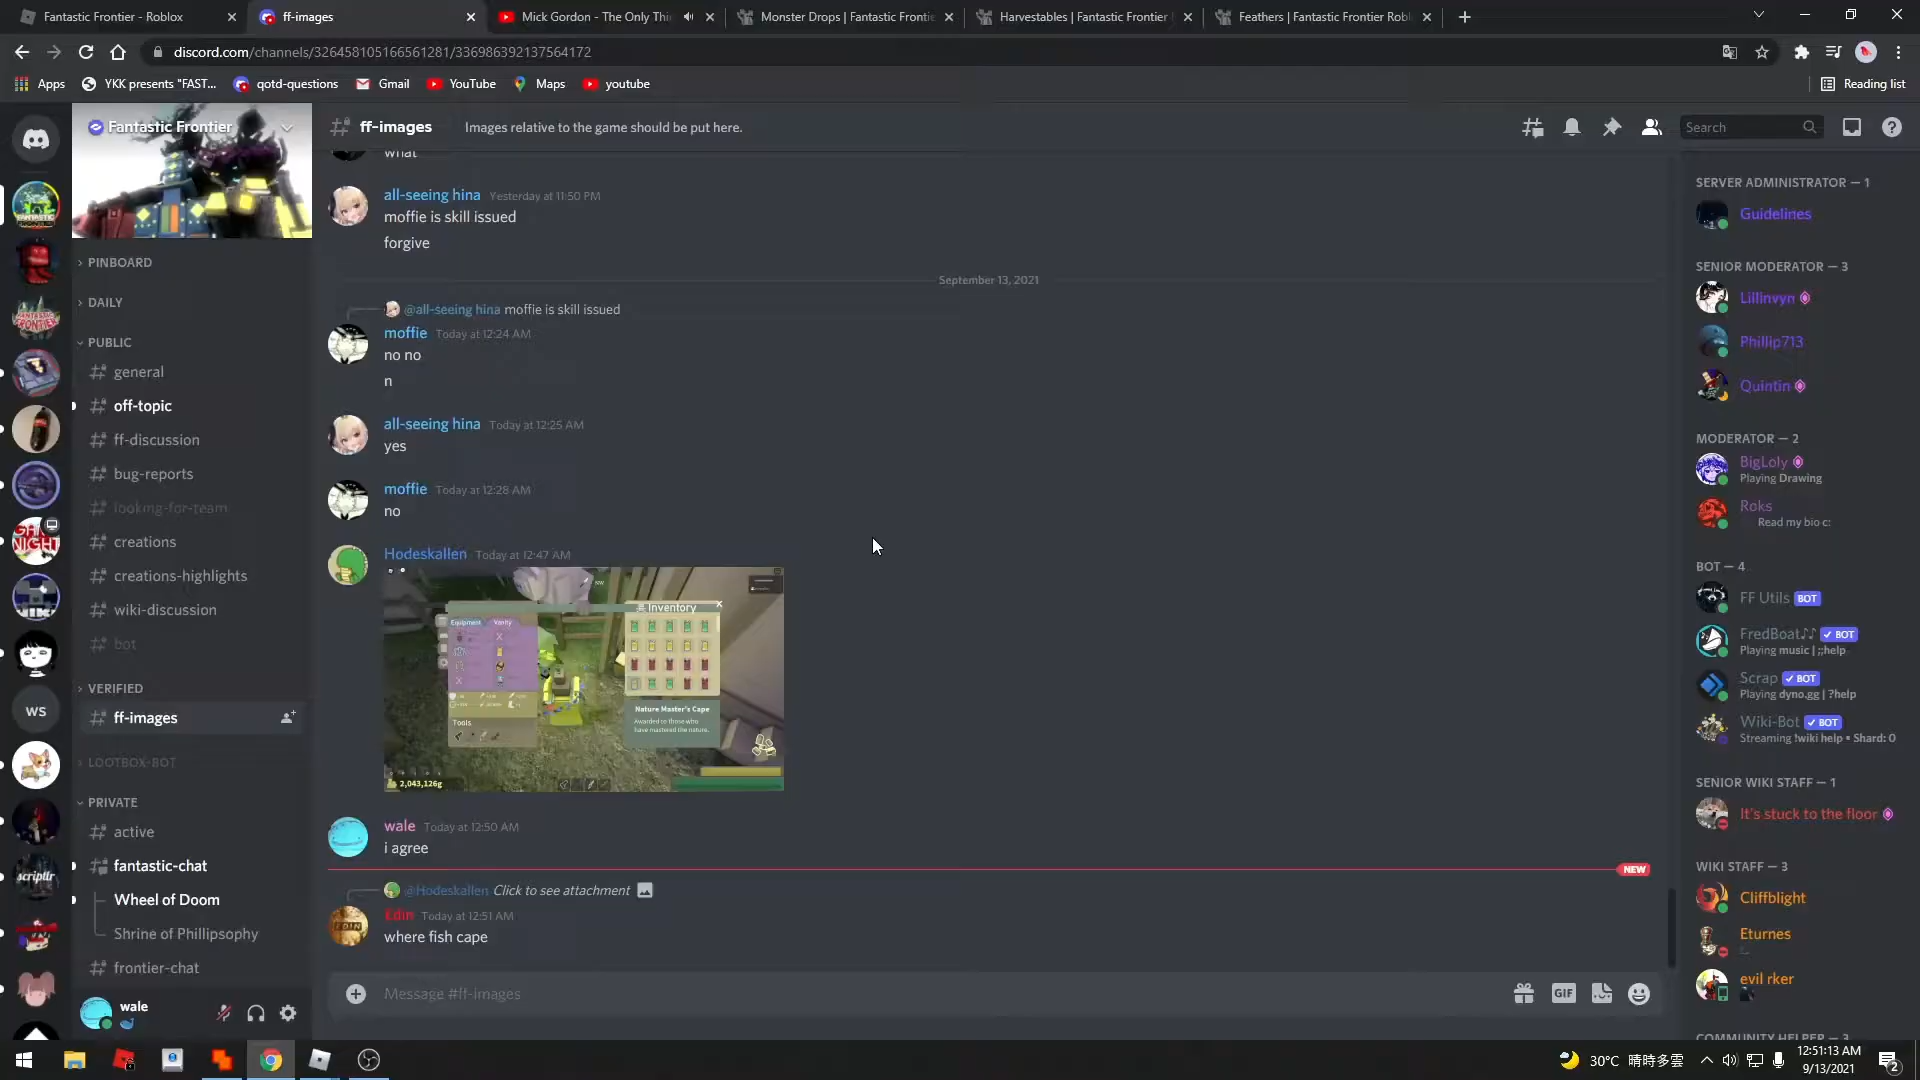 Fantastic Frontier - Roblox
ff-images
Mick Gordon - The Only Thi
Monster Drops | Fantastic Frontie
Harvestables | Fantastic Frontier
Feathers | Fantastic Frontier Rob
discord.com/channels/326458105166561281/336986392137564172
Apps
YKK presents "FAST...
qotd-questions
Gmail
YouTube
Maps
youtube
Reading list
Fantastic Frontier
ff-images
Images relative to the game should be put here.
Search
PINBOARD
DAILY
PUBLIC
general
off-topic
ff-discussion
bug-reports
looking-for-team
creations
creations-highlights
wiki-discussion
bot
VERIFIED
ff-images
LOOTBOX-BOT
PRIVATE
active
fantastic-chat
Wheel of Doom
Shrine of Phillipsophy
frontier-chat
WS
scriptllr
wale
what
all-seeing hina Yesterday at 11:50 PM
moffie is skill issued
forgive
September 13, 2021
@all-seeing hina moffie is skill issued
moffie Today at 12:24 AM
no no
n
all-seeing hina Today at 12:25 AM
yes
moffie Today at 12:28 AM
no
Hodeskallen Today at 12:47 AM
Inventory
Equipment Vanity
Tools
Nature Master's Cape
Awarded to those who
have mastered the nature.
2,043,126g
wale Today at 12:50 AM
i agree
NEW
@Hodeskallen Click to see attachment
Edin Today at 12:51 AM
where fish cape
Message #ff-images
GIF
SERVER ADMINISTRATOR — 1
Guidelines
SENIOR MODERATOR — 3
Lillinvyn
Phillip713
Quintin
MODERATOR — 2
BigLoly
Playing Drawing
Roks
Read my bio c:
BOT — 4
FF Utils BOT
FredBoat♪♪ BOT
Playing music | ;;help
Scrap BOT
Playing dyno.gg | ?help
Wiki-Bot BOT
Streaming !wiki help • Shard: 0
SENIOR WIKI STAFF — 1
It's stuck to the floor
WIKI STAFF — 3
Cliffblight
Eturnes
evil rker
COMMUNITY HELPER — 3
30°C 晴時多雲
12:51:13 AM
9/13/2021
2